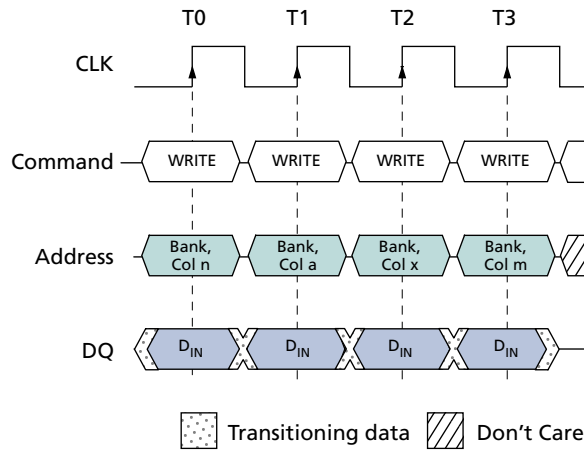 T0 T1 T2 T3
CLK
Command WRITE WRITE WRITE WRITE
Address Bank, Col n Bank, Col a Bank, Col x Bank, Col m
DQ DIN DIN DIN DIN
Transitioning data Don't Care